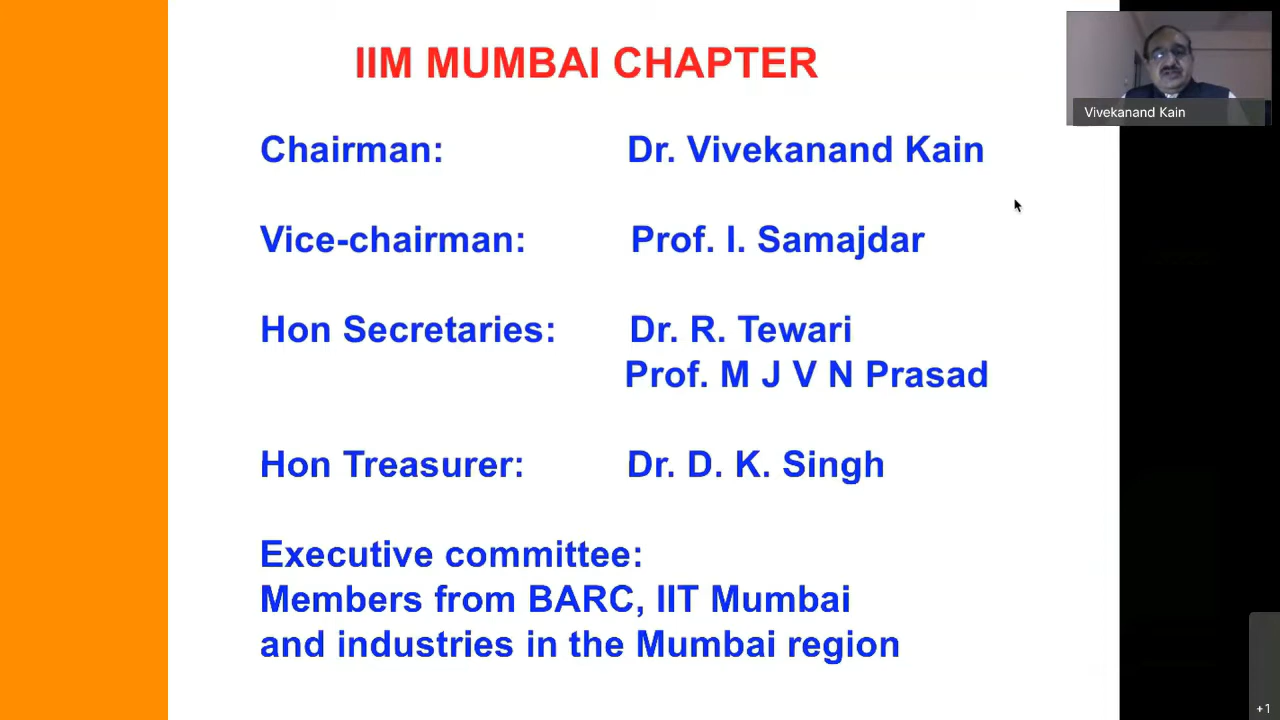 IIM MUMBAI CHAPTER
Vivekanand Kain
Chairman: Dr. Vivekanand Kain
Vice-chairman: Prof. I. Samajdar
Hon Secretaries: Dr. R. Tewari
Prof. M J V N Prasad
Hon Treasurer: Dr. D. K. Singh
Executive committee:
Members from BARC, IIT Mumbai
and industries in the Mumbai region
+1